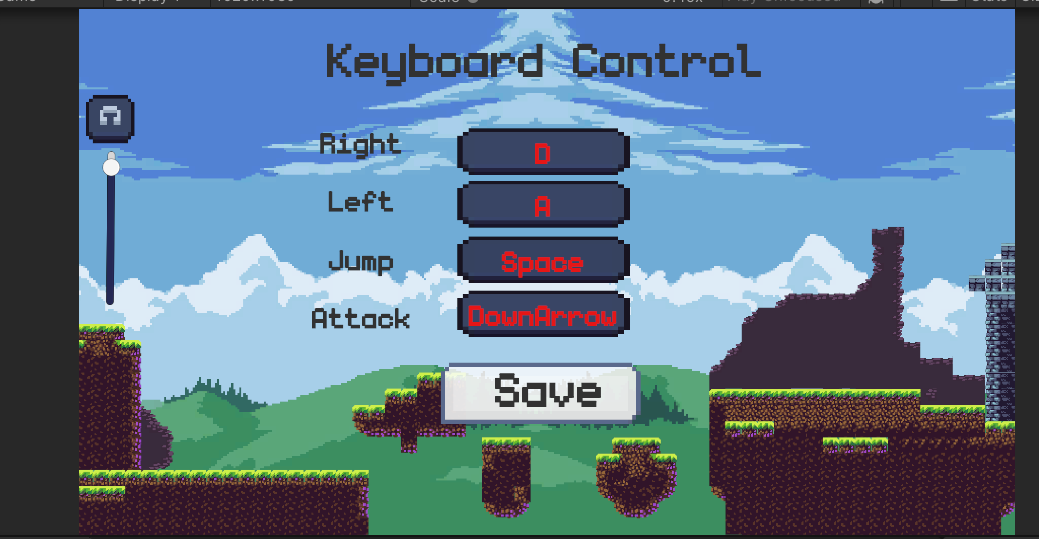 Keyboard Control
Right
D
Left
A
Jump
Space
Attack
DownArrow
Save